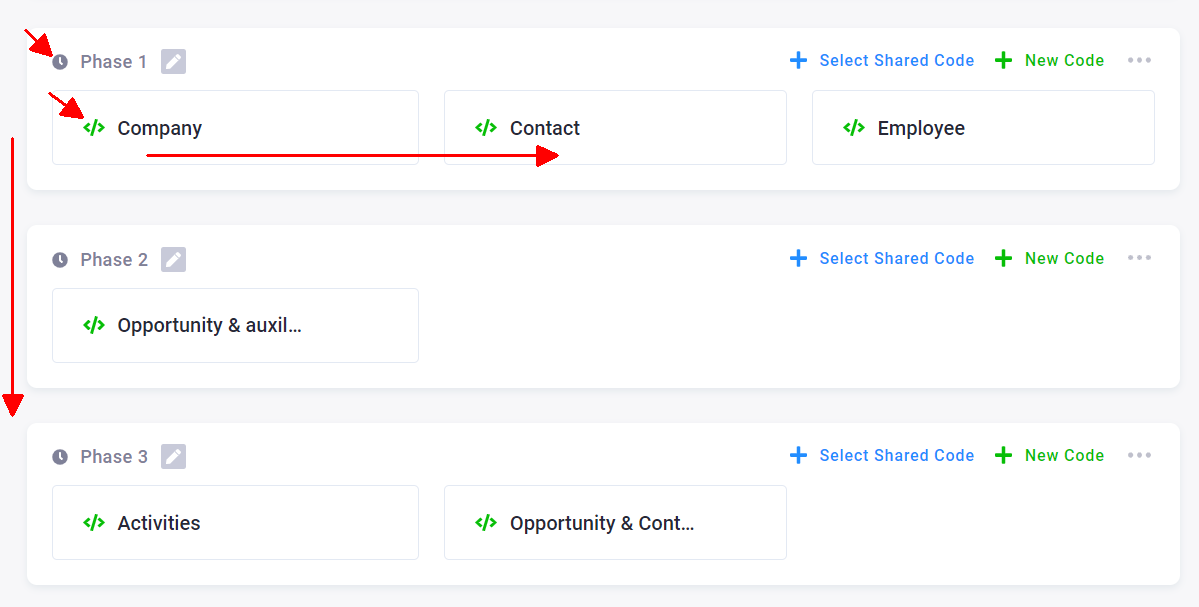 Phase 1 Select Shared Code New Code
Company Contact Employee
Phase 2 Select Shared Code New Code
Opportunity & auxil...
Phase 3 Select Shared Code New Code
Activities Opportunity & Cont...